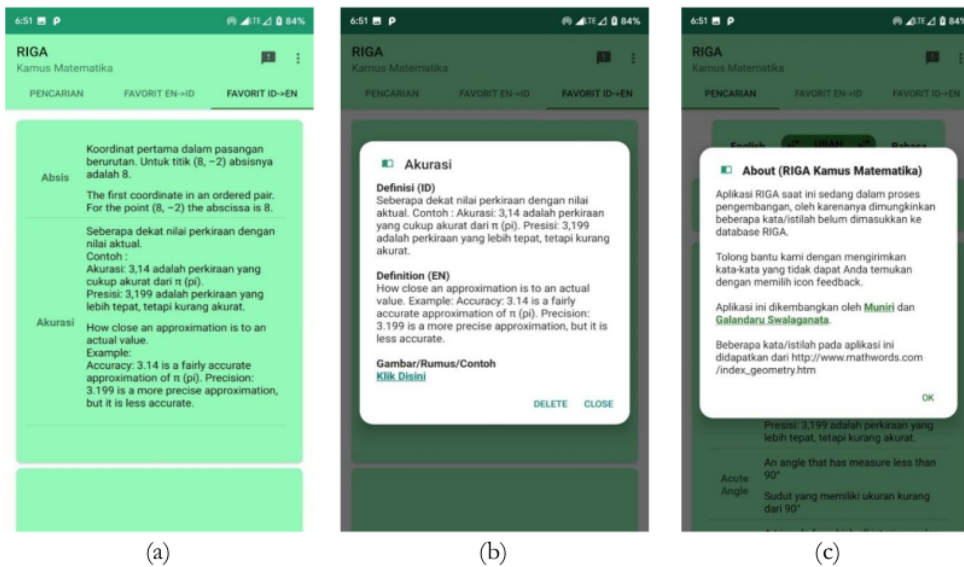 6:51 P LTE 84%
RIGA
Kamus Matematika
PENCARIAN FAVORIT EN->ID FAVORIT ID->EN
Absis
Koordinat pertama dalam pasangan
berurutan. Untuk titik (8, −2) absisnya
adalah 8.
The first coordinate in an ordered pair.
For the point (8, −2) the abscissa is 8.
Akurasi
Seberapa dekat nilai perkiraan dengan
nilai aktual.
Contoh :
Akurasi: 3,14 adalah perkiraan yang
cukup akurat dari π (pi).
Presisi: 3,199 adalah perkiraan yang
lebih tepat, tetapi kurang akurat.
How close an approximation is to an
actual value.
Example:
Accuracy: 3.14 is a fairly accurate
approximation of π (pi). Precision:
3.199 is a more precise approximation,
but it is less accurate.
(a)
6:51 P LTE 84%
RIGA
Kamus Matematika
PENCARIAN FAVORIT EN->ID FAVORIT ID->EN
Akurasi
Definisi (ID)
Seberapa dekat nilai perkiraan dengan nilai
aktual. Contoh : Akurasi: 3,14 adalah perkiraan
yang cukup akurat dari π (pi). Presisi: 3,199
adalah perkiraan yang lebih tepat, tetapi kurang
akurat.
Definition (EN)
How close an approximation is to an actual
value. Example: Accuracy: 3.14 is a fairly
accurate approximation of π (pi). Precision:
3.199 is a more precise approximation, but it is
less accurate.
Gambar/Rumus/Contoh
Klik Disini
DELETE CLOSE
(b)
6:51 P LTE 84%
RIGA
Kamus Matematika
PENCARIAN FAVORIT EN->ID FAVORIT ID->EN
English UBAH Bahasa
About (RIGA Kamus Matematika)
Aplikasi RIGA saat ini sedang dalam proses
pengembangan, oleh karenanya dimungkinkan
beberapa kata/istilah belum dimasukkan ke
database RIGA.
Tolong bantu kami dengan mengirimkan
kata-kata yang tidak dapat Anda temukan
dengan memilih icon feedback.
Aplikasi ini dikembangkan oleh Muniri dan
Galandaru Swalaganata.
Beberapa kata/istilah pada aplikasi ini
didapatkan dari http://www.mathwords.com
/index_geometry.htm
OK
Presisi: 3,199 adalah perkiraan yang
lebih tepat, tetapi kurang akurat.
Acute
Angle
An angle that has measure less than
90°
Sudut yang memiliki ukuran kurang
dari 90°
(c)